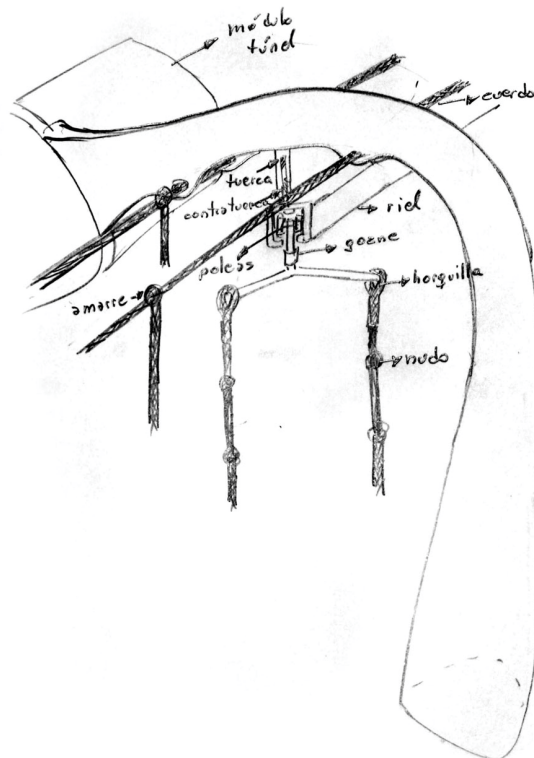 módulo
túnel
cuerda
tuerca
contratuerca
riel
gozne
poleas
horquilla
amarre
nudo